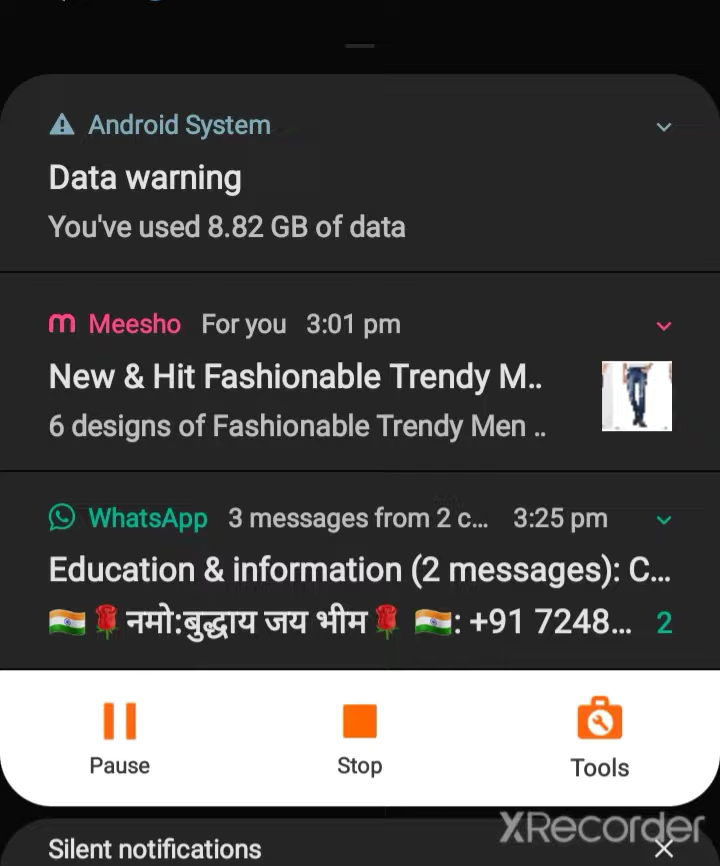 Android System
Data warning
You've used 8.82 GB of data
Meesho For you 3:01 pm
New & Hit Fashionable Trendy M..
6 designs of Fashionable Trendy Men ..
WhatsApp 3 messages from 2 c... 3:25 pm
Education & information (2 messages): C...
🇮🇳🌹नमो:बुद्धाय जय भीम🌹 🇮🇳: +91 7248... 2
Pause Stop Tools
XRecorder
Silent notifications